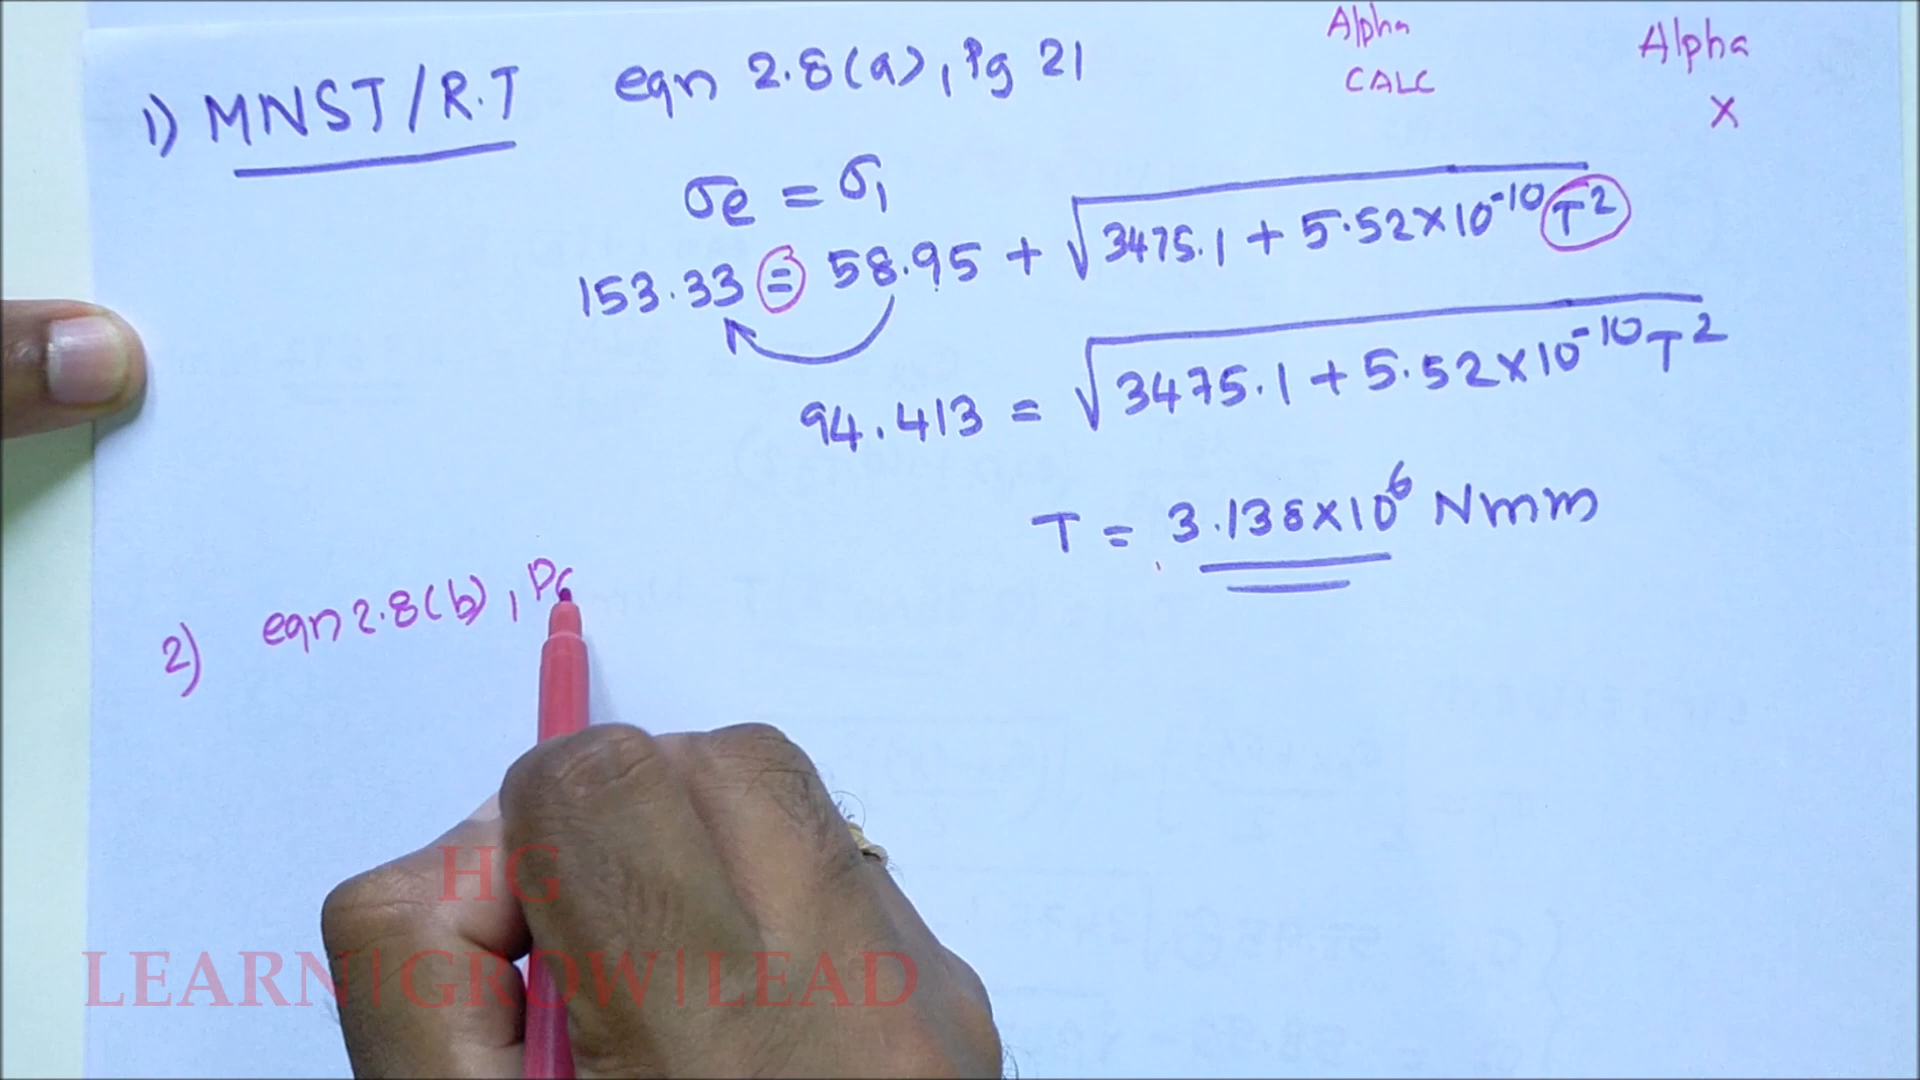 Alpha
CALC
Alpha
X
1) MNST/R.T eqn 2.8(a), Pg 21
σe = σ1
153.33 = 58.95 + √3475.1 + 5.52×10^-10 T^2
94.413 = √3475.1 + 5.52×10^-10 T^2
T = 3.138×10^6 Nmm
2) eqn 2.8(b), Pg
HG
LEARN|GROW|LEAD